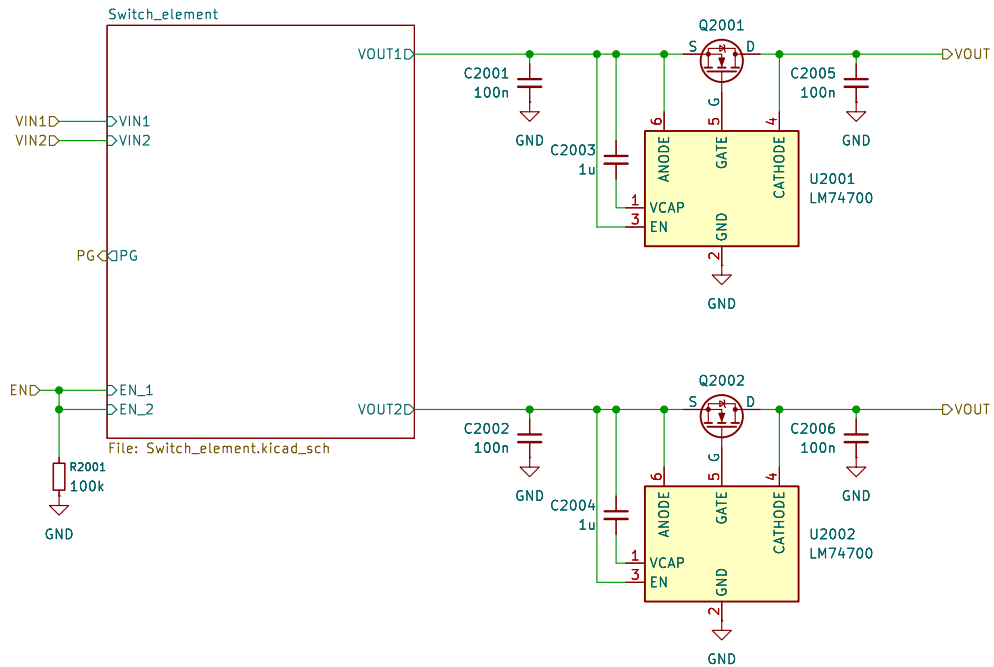 Switch_element
VIN1
VIN1
VIN2
VIN2
PG
PG
EN
EN_1
EN_2
VOUT1
VOUT2
File: Switch_element.kicad_sch
R2001
100k
GND
C2001
100n
GND
C2003
1u
Q2001
S
D
G
6
5
4
ANODE
GATE
CATHODE
1
VCAP
3
EN
GND
2
GND
U2001
LM74700
C2005
100n
GND
VOUT
C2002
100n
GND
C2004
1u
Q2002
S
D
G
6
5
4
ANODE
GATE
CATHODE
1
VCAP
3
EN
GND
2
GND
U2002
LM74700
C2006
100n
GND
VOUT